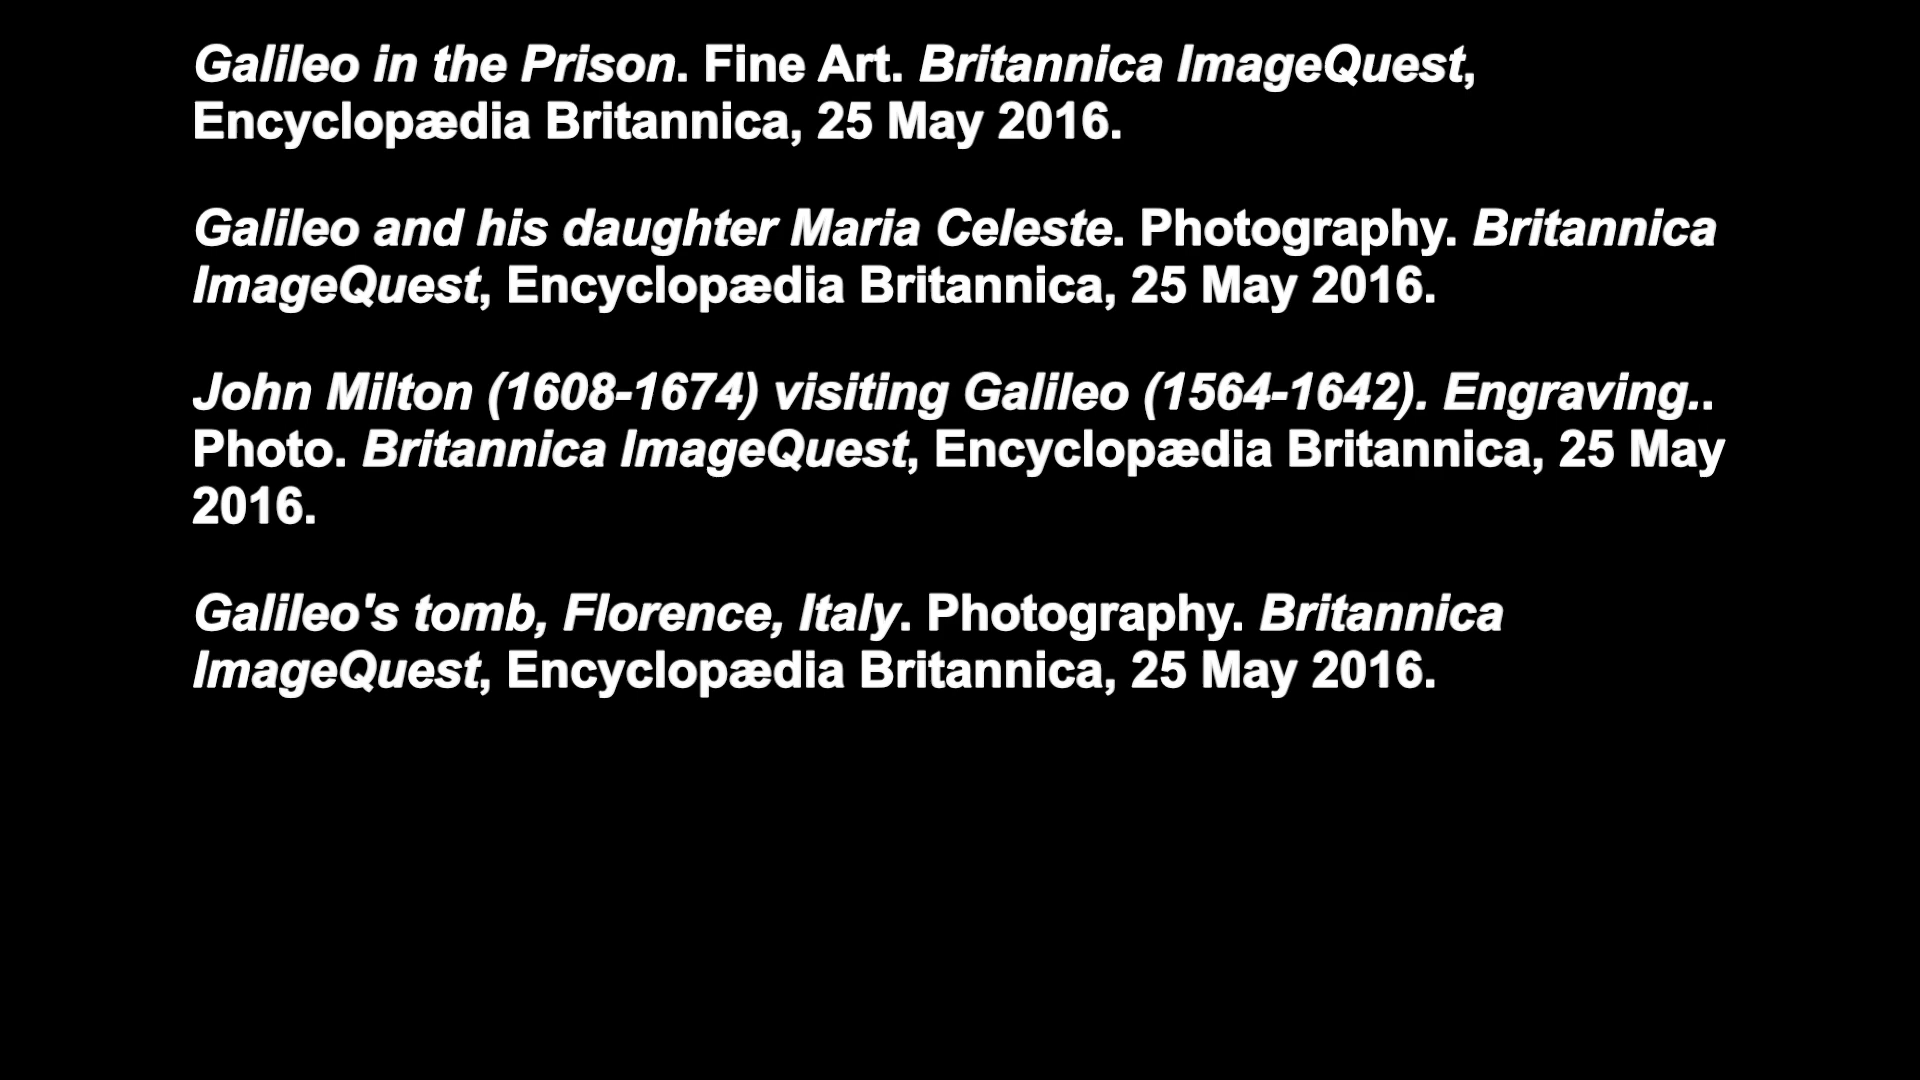 Galileo in the Prison. Fine Art. Britannica ImageQuest,
Encyclopædia Britannica, 25 May 2016.
Galileo and his daughter Maria Celeste. Photography. Britannica
ImageQuest, Encyclopædia Britannica, 25 May 2016.
John Milton (1608-1674) visiting Galileo (1564-1642). Engraving..
Photo. Britannica ImageQuest, Encyclopædia Britannica, 25 May
2016.
Galileo's tomb, Florence, Italy. Photography. Britannica
ImageQuest, Encyclopædia Britannica, 25 May 2016.